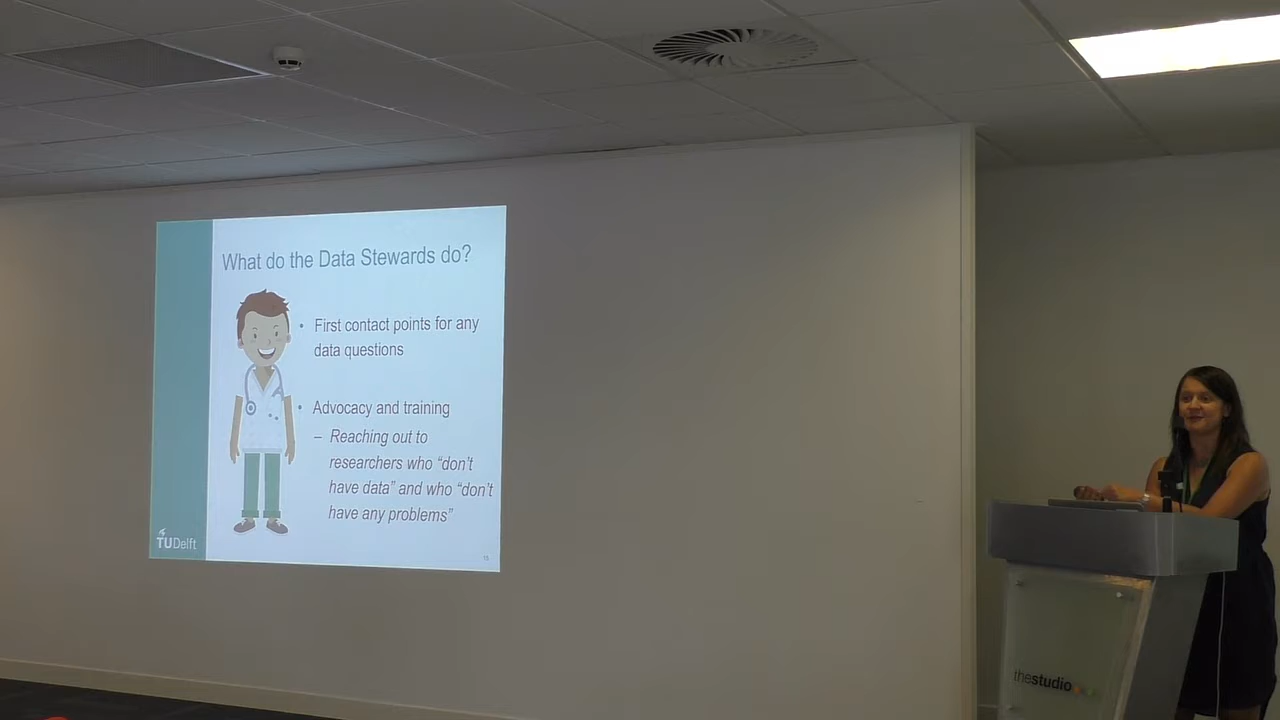 What do the Data Stewards do?
• First contact points for any
data questions
• Advocacy and training
– Reaching out to
researchers who “don’t
have data” and who “don’t
have any problems”
TUDelft
15
thestudio